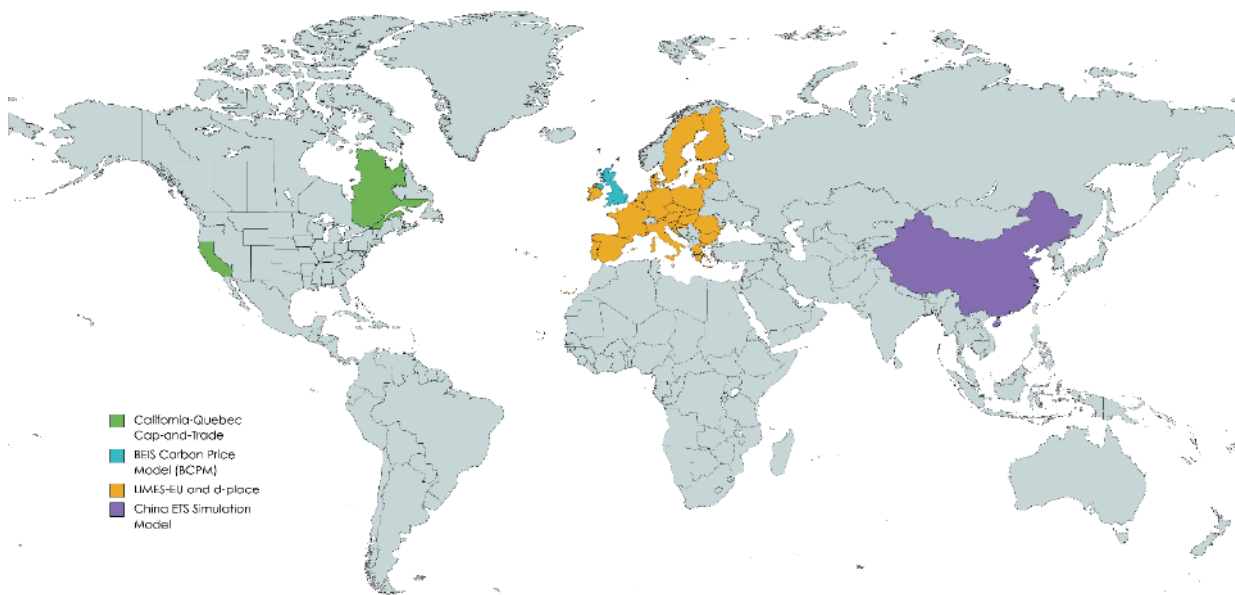 California-Quebec
Cap-and-Trade
BEIS Carbon Price
Model (BCPM)
LIMES-EU and d-place
China ETS Simulation
Model